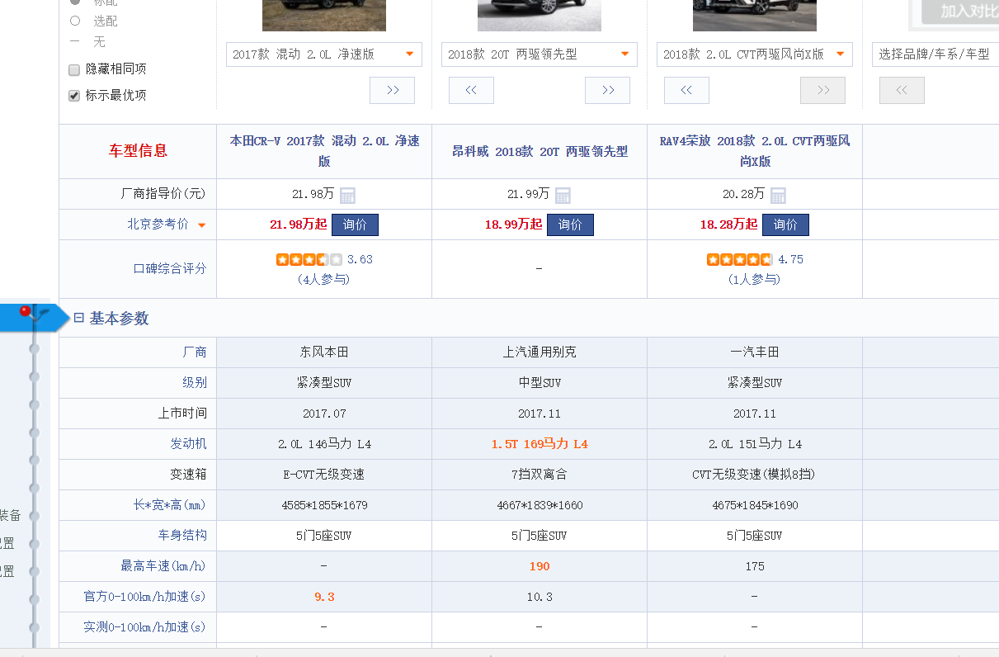 标配
加入对比
选配
无
隐藏相同项
标示最优项
2017款 混动 2.0L 净速版
2018款 20T 两驱领先型
2018款 2.0L CVT两驱风尚X版
选择品牌/车系/车型
>> << >> << >> <<
车型信息
本田CR-V 2017款 混动 2.0L 净速版
昂科威 2018款 20T 两驱领先型
RAV4荣放 2018款 2.0L CVT两驱风尚X版
厂商指导价(元) 21.98万 21.99万 20.28万
北京参考价 21.98万起 询价 18.99万起 询价 18.28万起 询价
口碑综合评分 3.63 (4人参与) - 4.75 (1人参与)
基本参数
厂商 东风本田 上汽通用别克 一汽丰田
级别 紧凑型SUV 中型SUV 紧凑型SUV
上市时间 2017.07 2017.11 2017.11
发动机 2.0L 146马力 L4 1.5T 169马力 L4 2.0L 151马力 L4
变速箱 E-CVT无级变速 7挡双离合 CVT无级变速(模拟8挡)
长*宽*高(mm) 4585*1855*1679 4667*1839*1660 4675*1845*1690
车身结构 5门5座SUV 5门5座SUV 5门5座SUV
最高车速(km/h) - 190 175
官方0-100km/h加速(s) 9.3 10.3 -
实测0-100km/h加速(s) - - -
装备
置
置